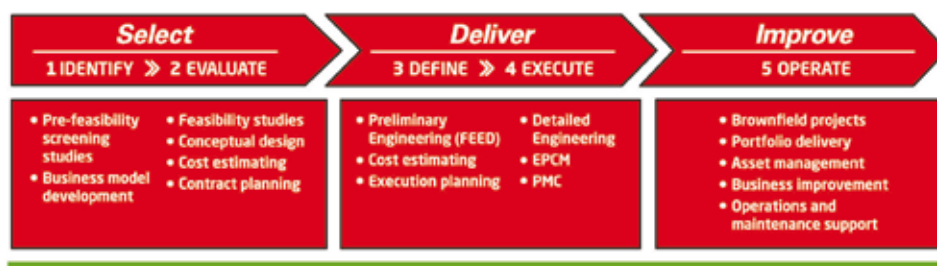 Select
1 IDENTIFY » 2 EVALUATE
• Pre-feasibility
screening
studies
• Business model
development
• Feasibility studies
• Conceptual design
• Cost estimating
• Contract planning
Deliver
3 DEFINE » 4 EXECUTE
• Preliminary
Engineering (FEED)
• Cost estimating
• Execution planning
• Detailed
Engineering
• EPCM
• PMC
Improve
5 OPERATE
• Brownfield projects
• Portfolio delivery
• Asset management
• Business improvement
• Operations and
maintenance support